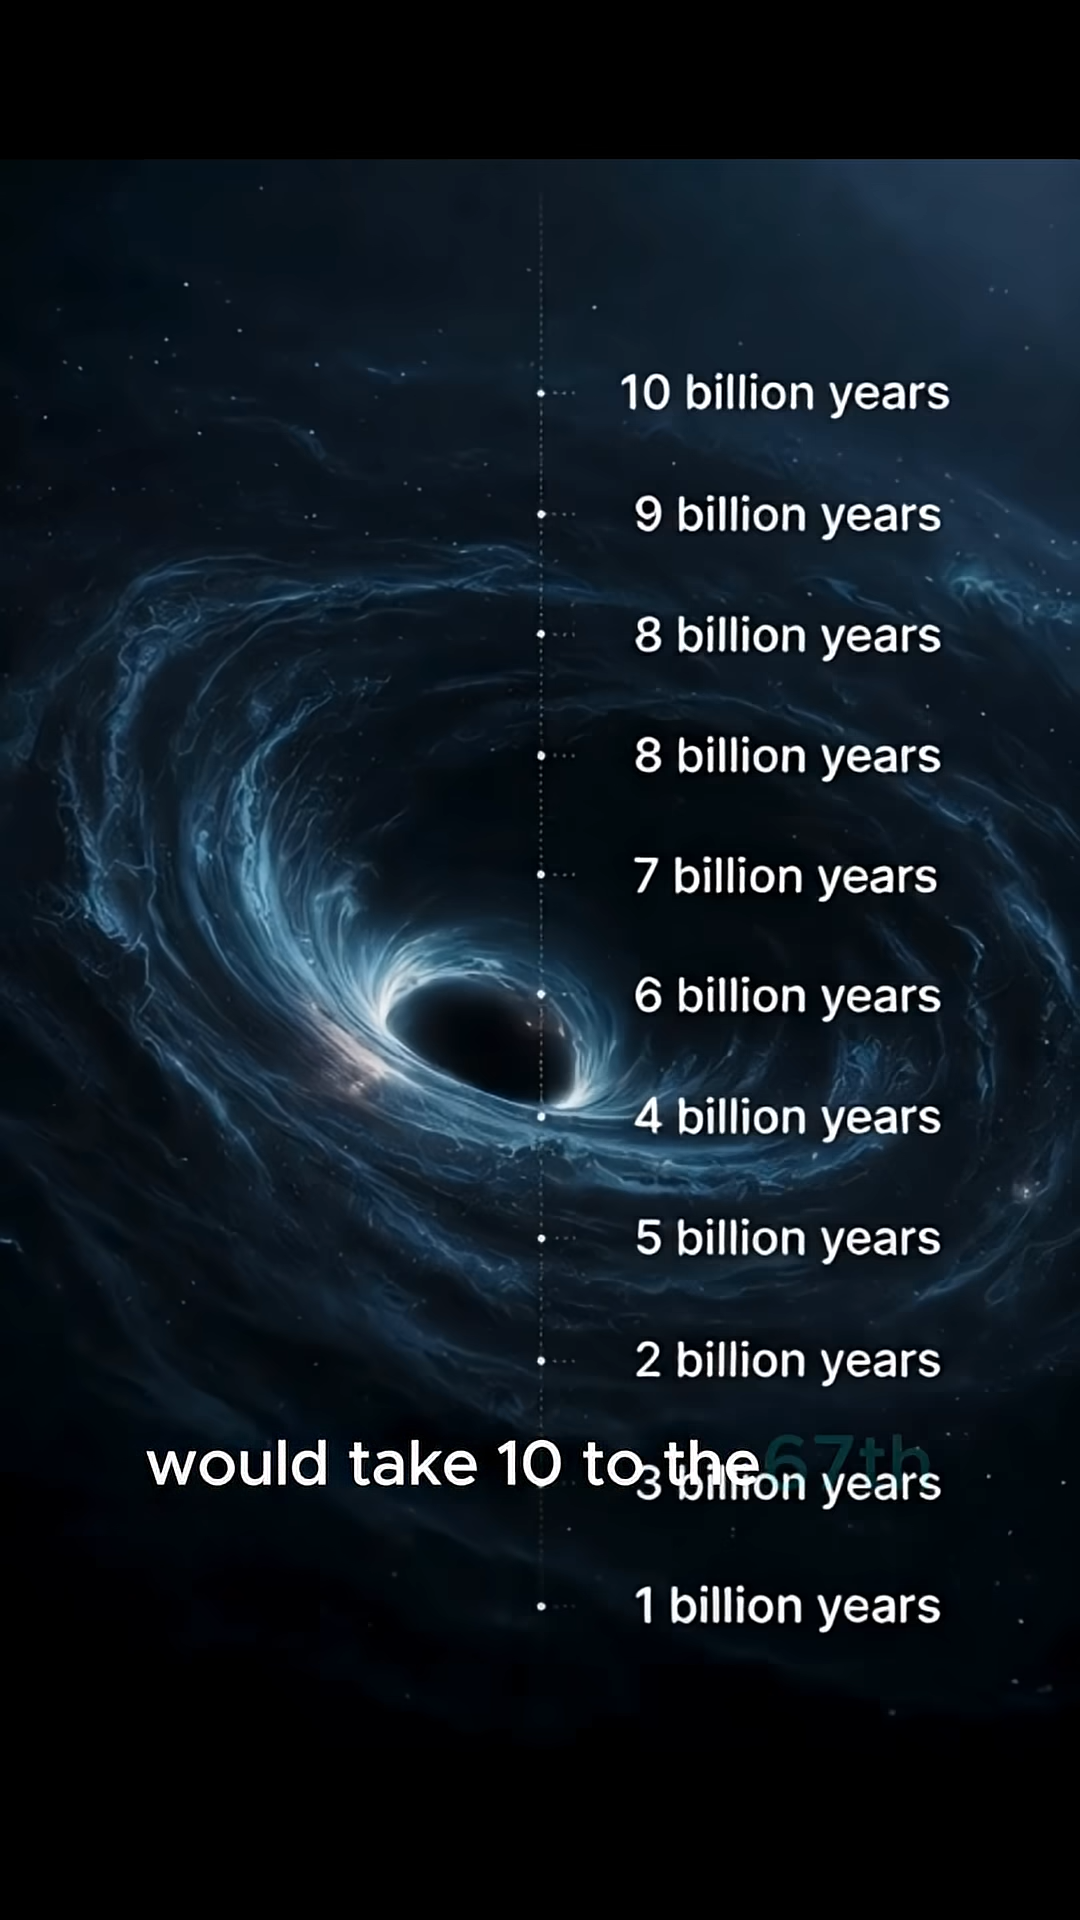 10 billion years
9 billion years
8 billion years
8 billion years
7 billion years
6 billion years
4 billion years
5 billion years
2 billion years
would take 10 to the 67th
3 billion years
1 billion years